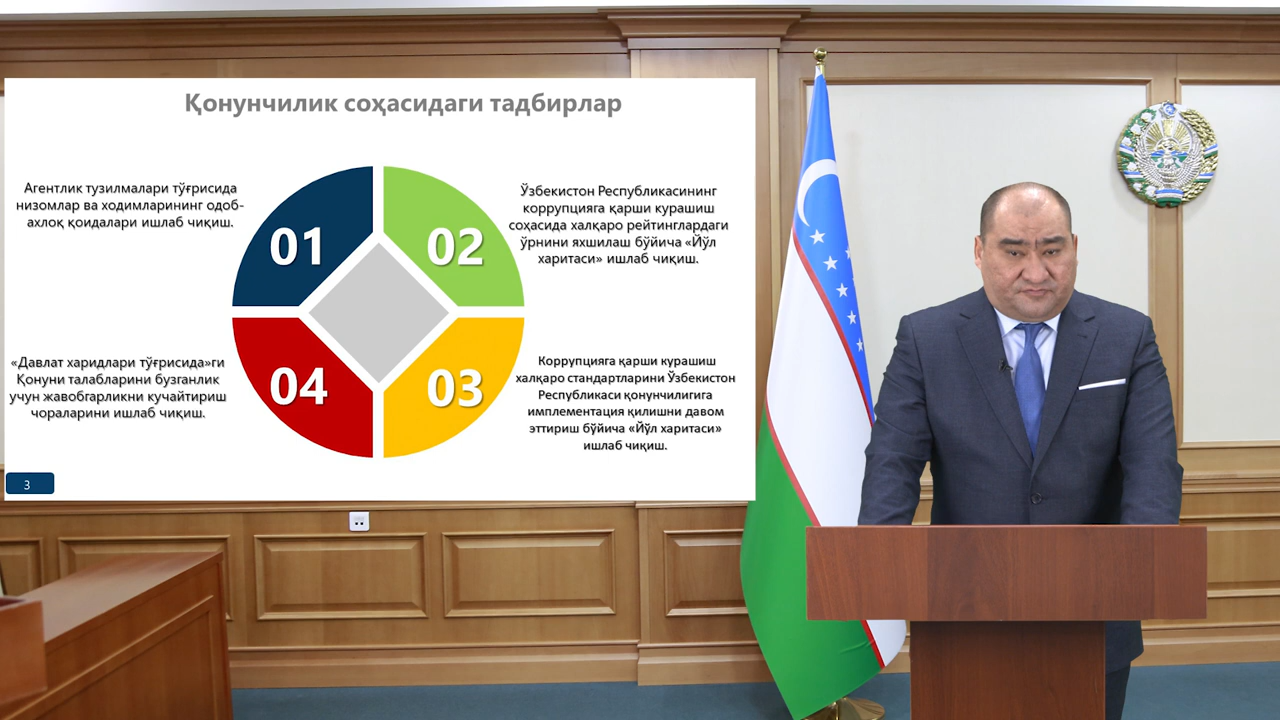 Қонунчилик соҳасидаги тадбирлар
Агентлик тузилмалари тўғрисида
низомлар ва ходимларининг одоб-
ахлоқ қоидалари ишлаб чиқиш.
01
02
Ўзбекистон Республикасининг
коррупцияга қарши курашиш
соҳасида халқаро рейтинглардаги
ўрнини яхшилаш бўйича «Йўл
харитаси» ишлаб чиқиш.
«Давлат харидлари тўғрисида»ги
Қонуни талабларини бузганлик
учун жавобгарликни кучайтириш
чораларини ишлаб чиқиш.
04
03
Коррупцияга қарши курашиш
халқаро стандартларини Ўзбекистон
Республикаси қонунчилигига
имплементация қилишни давом
эттириш бўйича «Йўл харитаси»
ишлаб чиқиш.
3